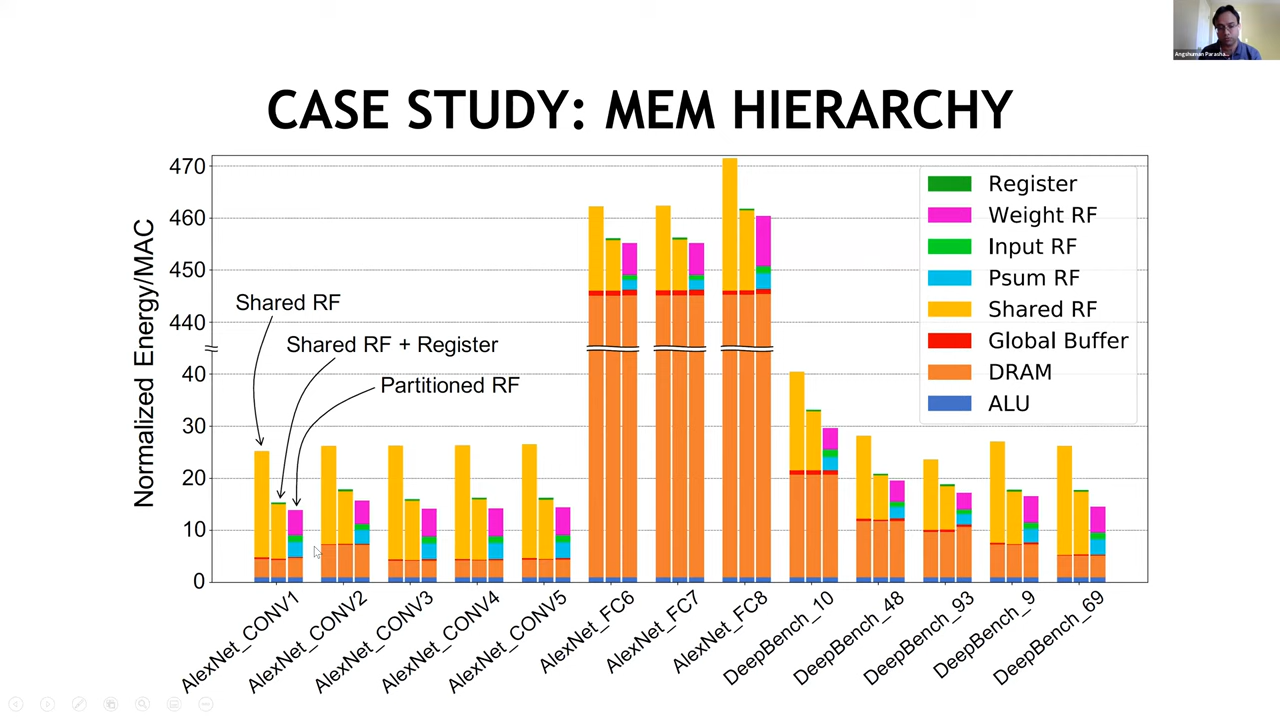 Angshuman Parasha...
CASE STUDY: MEM HIERARCHY
Normalized Energy/MAC
470
460
450
440
40
30
20
10
0
Shared RF
Shared RF + Register
Partitioned RF
Register
Weight RF
Input RF
Psum RF
Shared RF
Global Buffer
DRAM
ALU
AlexNet_CONV1
AlexNet_CONV2
AlexNet_CONV3
AlexNet_CONV4
AlexNet_CONV5
AlexNet_FC6
AlexNet_FC7
AlexNet_FC8
DeepBench_10
DeepBench_48
DeepBench_93
DeepBench_9
DeepBench_69